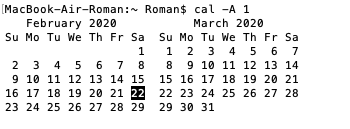 [MacBook-Air-Roman:~ Roman$ cal -A 1
   February 2020          March 2020
Su Mo Tu We Th Fr Sa  Su Mo Tu We Th Fr Sa
                   1   1  2  3  4  5  6  7
 2  3  4  5  6  7  8   8  9 10 11 12 13 14
 9 10 11 12 13 14 15  15 16 17 18 19 20 21
16 17 18 19 20 21 22  22 23 24 25 26 27 28
23 24 25 26 27 28 29  29 30 31